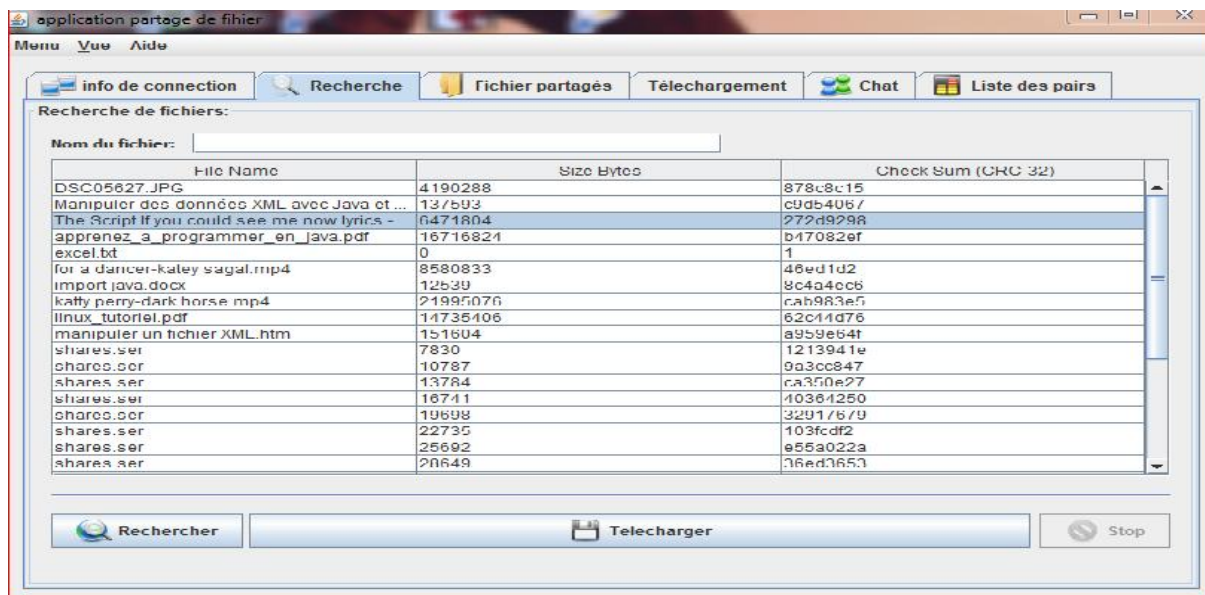 application partage de fihier
Menu Vue Aide
info de connection Recherche Fichier partagés Télechargement Chat Liste des pairs
Recherche de fichiers:
Nom du fichier:
File Name Size Bytes Check Sum (CRC 32)
DSC05627.JPG 4190288 878c8c15
Manipuler des données XML avec Java et ... 137593 c9d54067
The Script If you could see me now lyrics - 6471804 272d9298
apprenez_a_programmer_en_java.pdf 16716824 b47082ef
excel.txt 0 1
for a dancer-katey sagal.mp4 8580833 46ed1d2
import java.docx 12539 8c4a4cc6
katty perry-dark horse mp4 21995076 cab983e5
linux_tutoriel.pdf 14735406 62c44d76
manipuler un fichier XML.htm 151604 a959e64f
shares.ser 7830 1213941e
shares.ser 10787 9a3cc847
shares ser 13784 ca350e27
shares.ser 16741 40364250
shares.ser 19698 32917679
shares.ser 22735 103fcdf2
shares.ser 25692 e55a022a
shares ser 28649 36ed3653
Rechercher Telecharger Stop